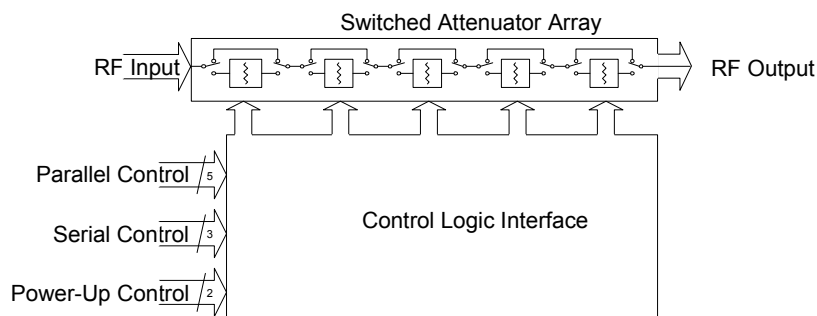 Switched Attenuator Array
RF Input
RF Output
Parallel Control
5
Control Logic Interface
Serial Control
3
Power-Up Control
2